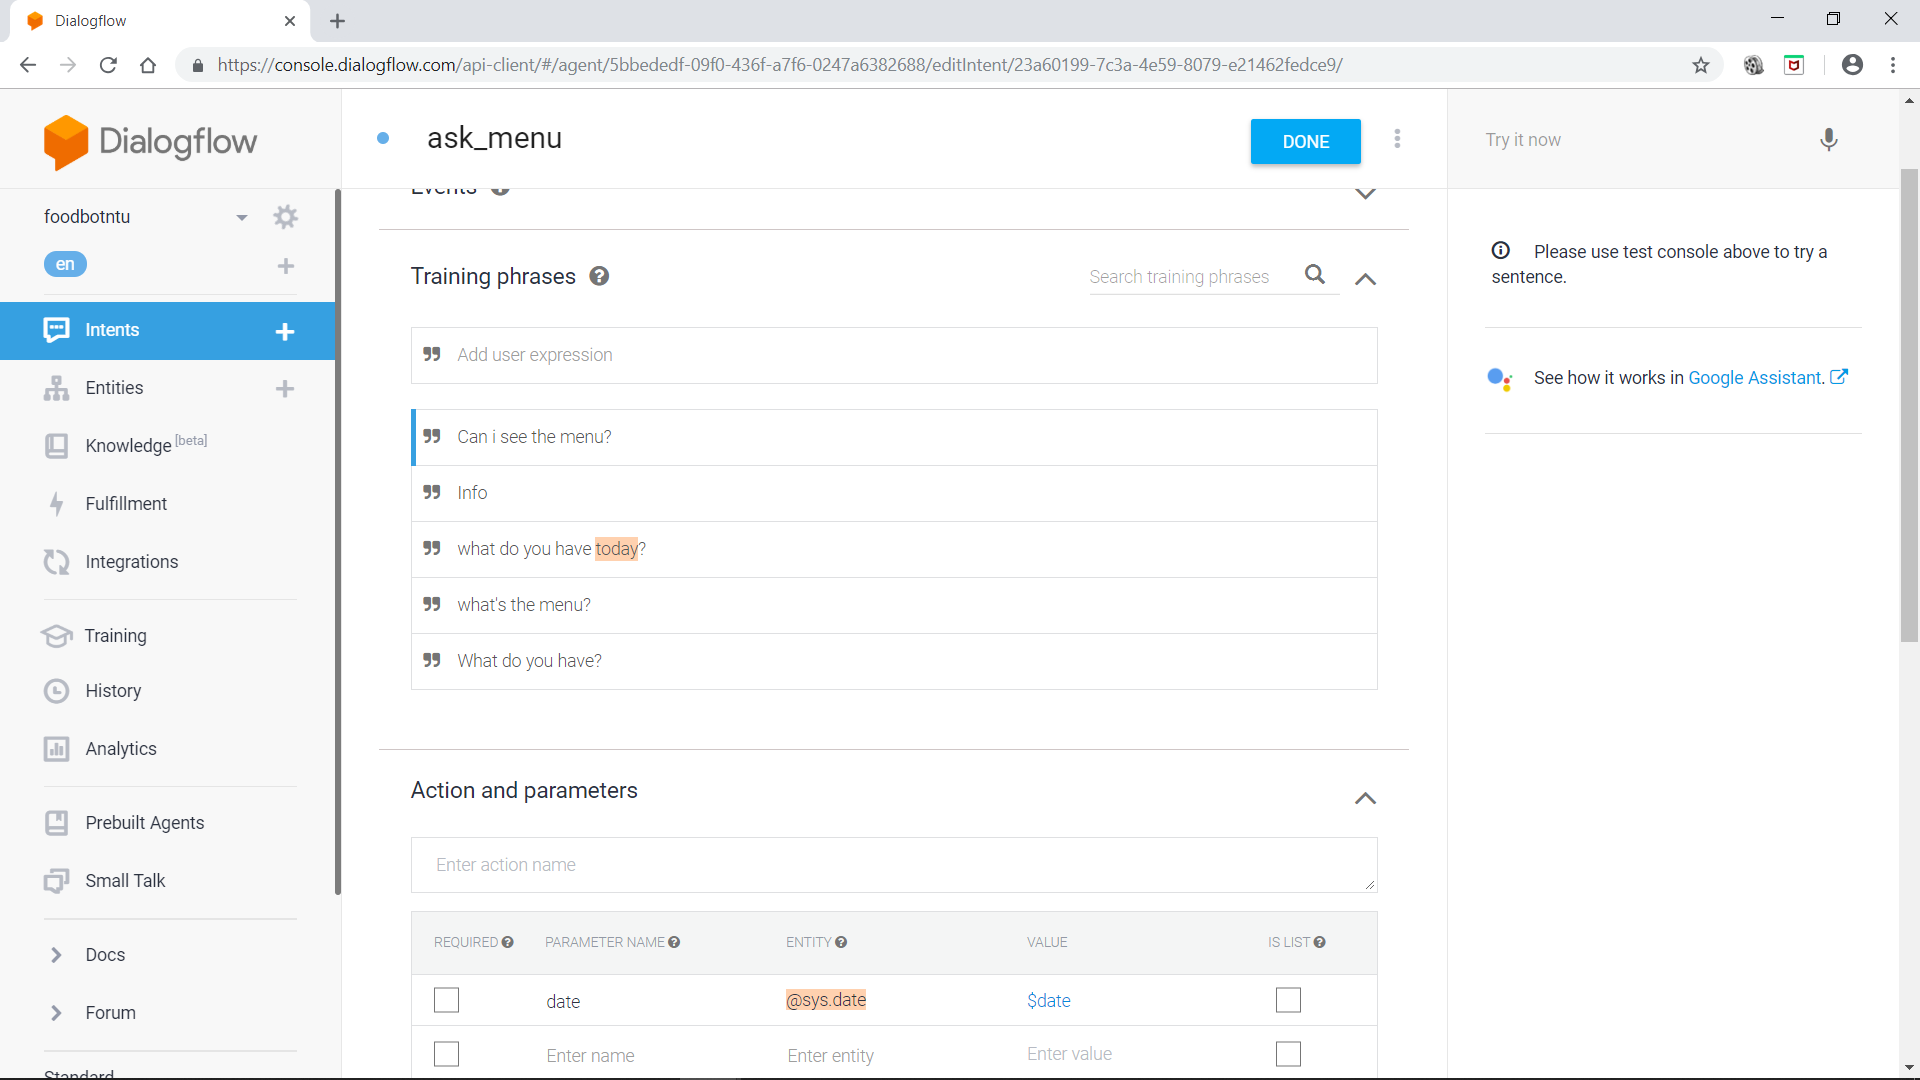 Dialogflow
https://console.dialogflow.com/api-client/#/agent/5bbededf-09f0-436f-a7f6-0247a6382688/editIntent/23a60199-7c3a-4e59-8079-e21462fedce9/
Dialogflow
foodbotntu
en
Intents
Entities
Knowledge [beta]
Fulfillment
Integrations
Training
History
Analytics
Prebuilt Agents
Small Talk
Docs
Forum
Standard
ask_menu
DONE
Events
Training phrases
Search training phrases
Add user expression
Can i see the menu?
Info
what do you have today?
what's the menu?
What do you have?
Action and parameters
Enter action name
REQUIRED PARAMETER NAME ENTITY VALUE IS LIST
date @sys.date $date
Enter name Enter entity Enter value
Try it now
Please use test console above to try a
sentence.
See how it works in Google Assistant.